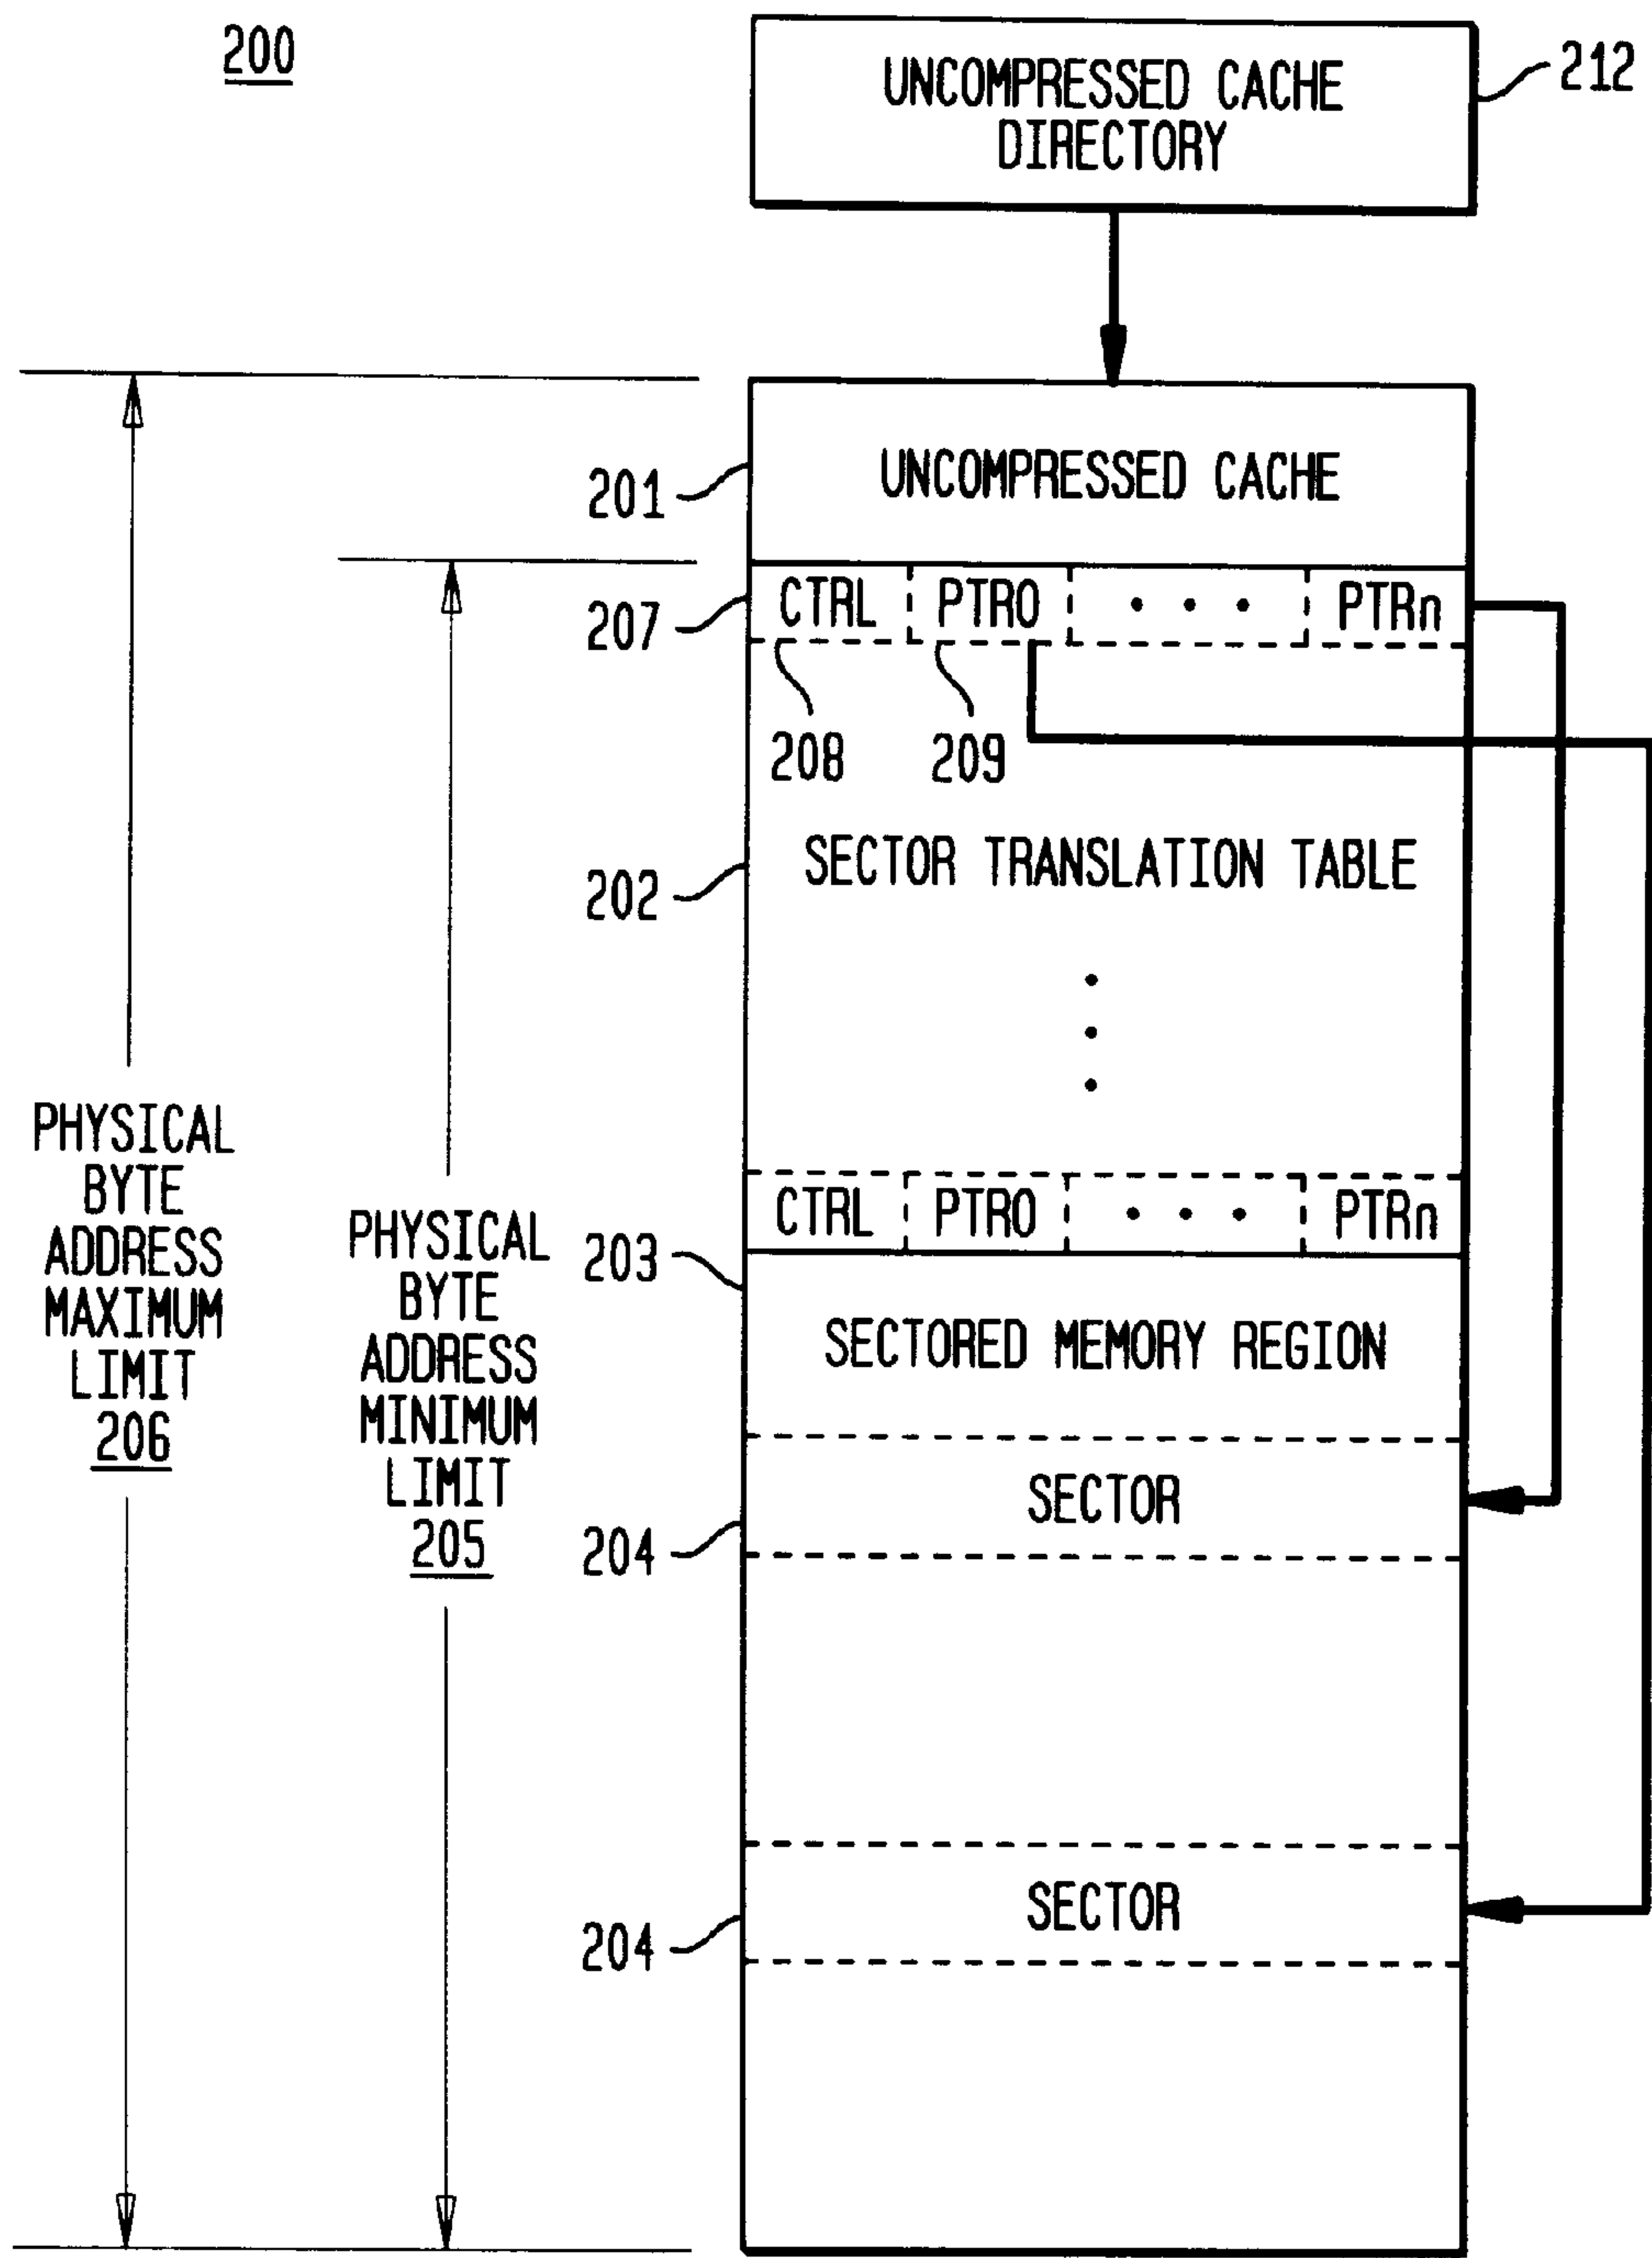 200
UNCOMPRESSED CACHE
DIRECTORY
212
201
UNCOMPRESSED CACHE
207
CTRL PTR0 • • • PTRn
208 209
202
SECTOR TRANSLATION TABLE
PHYSICAL
BYTE
ADDRESS
MAXIMUM
LIMIT
206
PHYSICAL
BYTE
ADDRESS
MINIMUM
LIMIT
205
CTRL PTR0 • • • PTRn
203
SECTORED MEMORY REGION
SECTOR
204
SECTOR
204